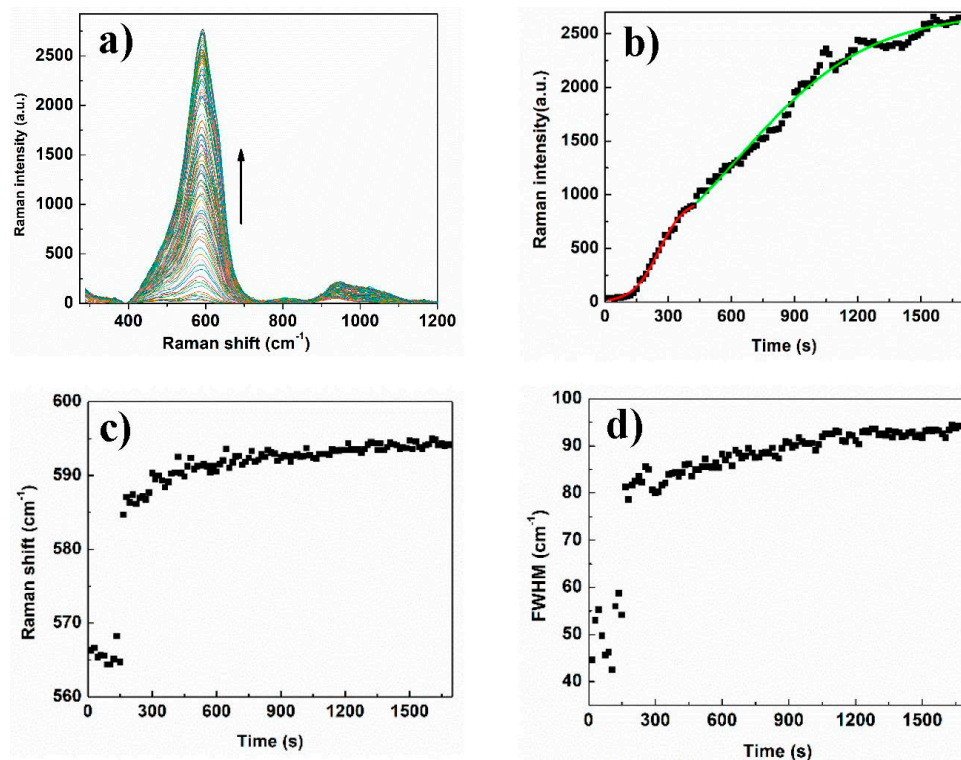 a)
2500
2000
1500
1000
500
0
400 600 800 1000 1200
Raman shift (cm-1)
Raman intensity (a.u.)
b)
2500
2000
1500
1000
500
0
0 300 600 900 1200 1500
Time (s)
Raman intensity(a.u.)
c)
600
590
580
570
560
0 300 600 900 1200 1500
Time (s)
Raman shift (cm-1)
d)
100
90
80
70
60
50
40
0 300 600 900 1200 1500
Time (s)
FWHM (cm-1)